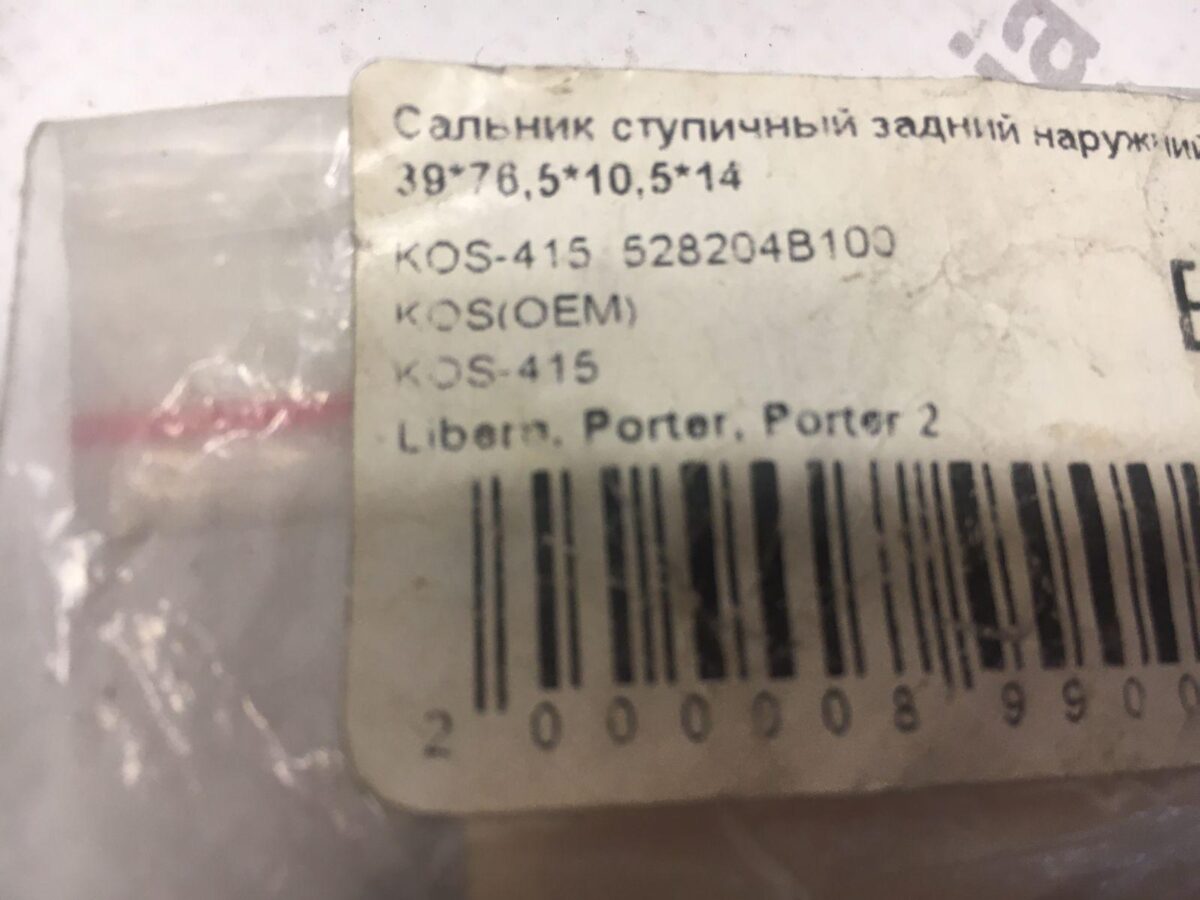 Сальник ступичный задний наружний
39*76,5*10,5*14
KOS-415 528204B100
KOS(OEM)
KOS-415
Libero, Porter, Porter 2
2 000008 990